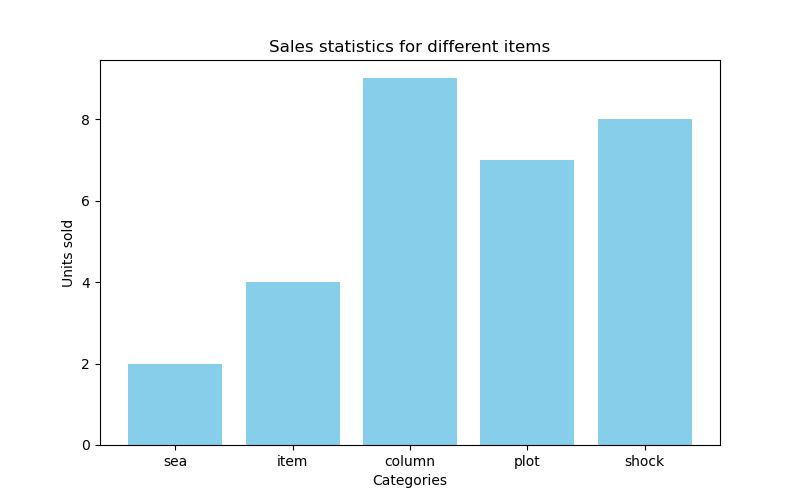 Sales statistics for different items
Units sold
8
6
4
2
0
sea item column plot shock
Categories